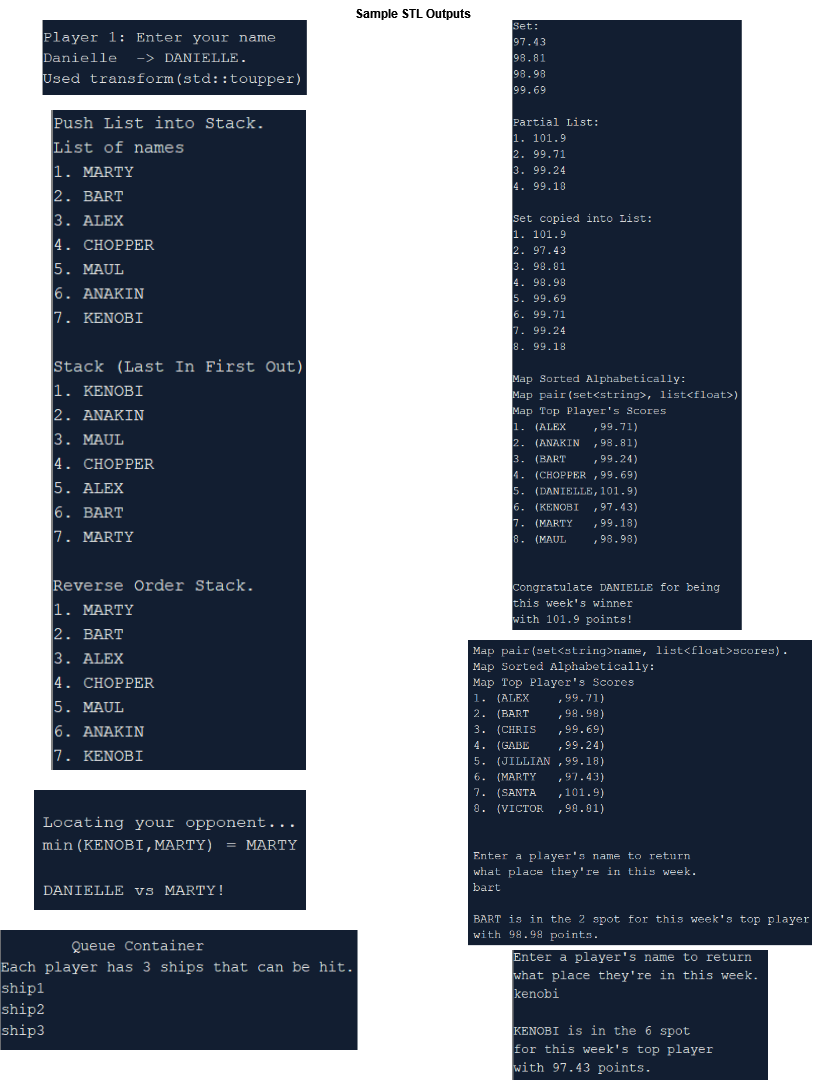 Sample STL Outputs
Player 1: Enter your name
Danielle  -> DANIELLE.
Used transform(std::toupper)
Push List into Stack.
List of names
1. MARTY
2. BART
3. ALEX
4. CHOPPER
5. MAUL
6. ANAKIN
7. KENOBI
Stack (Last In First Out)
1. KENOBI
2. ANAKIN
3. MAUL
4. CHOPPER
5. ALEX
6. BART
7. MARTY
Reverse Order Stack.
1. MARTY
2. BART
3. ALEX
4. CHOPPER
5. MAUL
6. ANAKIN
7. KENOBI
Locating your opponent...
min(KENOBI,MARTY) = MARTY
DANIELLE vs MARTY!
Queue Container
Each player has 3 ships that can be hit.
ship1
ship2
ship3
Set:
97.43
98.81
98.98
99.69
Partial List:
1. 101.9
2. 99.71
3. 99.24
4. 99.18
Set copied into List:
1. 101.9
2. 97.43
3. 98.81
4. 98.98
5. 99.69
6. 99.71
7. 99.24
8. 99.18
Map Sorted Alphabetically:
Map pair(set<string>, list<float>)
Map Top Player's Scores
1. (ALEX    ,99.71)
2. (ANAKIN  ,98.81)
3. (BART    ,99.24)
4. (CHOPPER ,99.69)
5. (DANIELLE,101.9)
6. (KENOBI  ,97.43)
7. (MARTY   ,99.18)
8. (MAUL    ,98.98)
Congratulate DANIELLE for being
this week's winner
with 101.9 points!
Map pair(set<string>name, list<float>scores).
Map Sorted Alphabetically:
Map Top Player's Scores
1. (ALEX    ,99.71)
2. (BART    ,98.98)
3. (CHRIS   ,99.69)
4. (GABE    ,99.24)
5. (JILLIAN ,99.18)
6. (MARTY   ,97.43)
7. (SANTA   ,101.9)
8. (VICTOR  ,98.81)
Enter a player's name to return
what place they're in this week.
bart
BART is in the 2 spot for this week's top player
with 98.98 points.
Enter a player's name to return
what place they're in this week.
kenobi
KENOBI is in the 6 spot
for this week's top player
with 97.43 points.